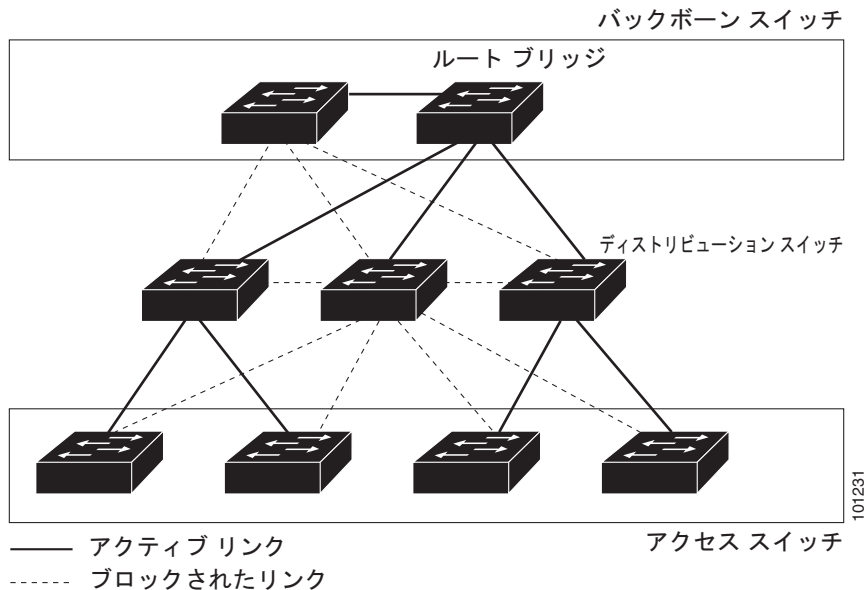 バックボーン スイッチ
ルート ブリッジ
ディストリビューション スイッチ
101231
アクセス スイッチ
アクティブ リンク
ブロックされたリンク